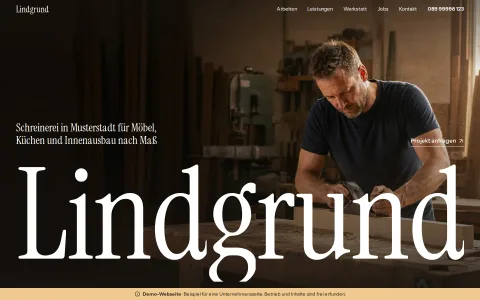 Lindgrund
Arbeiten Leistungen Werkstatt Jobs Kontakt 089 99998 123
Schreinerei in Musterstadt für Möbel,
Küchen und Innenausbau nach Maß
Projekt anfragen
Lindgrund
Demo-Webseite Beispiel für eine Unternehmensseite. Betrieb und Inhalte sind frei erfunden.